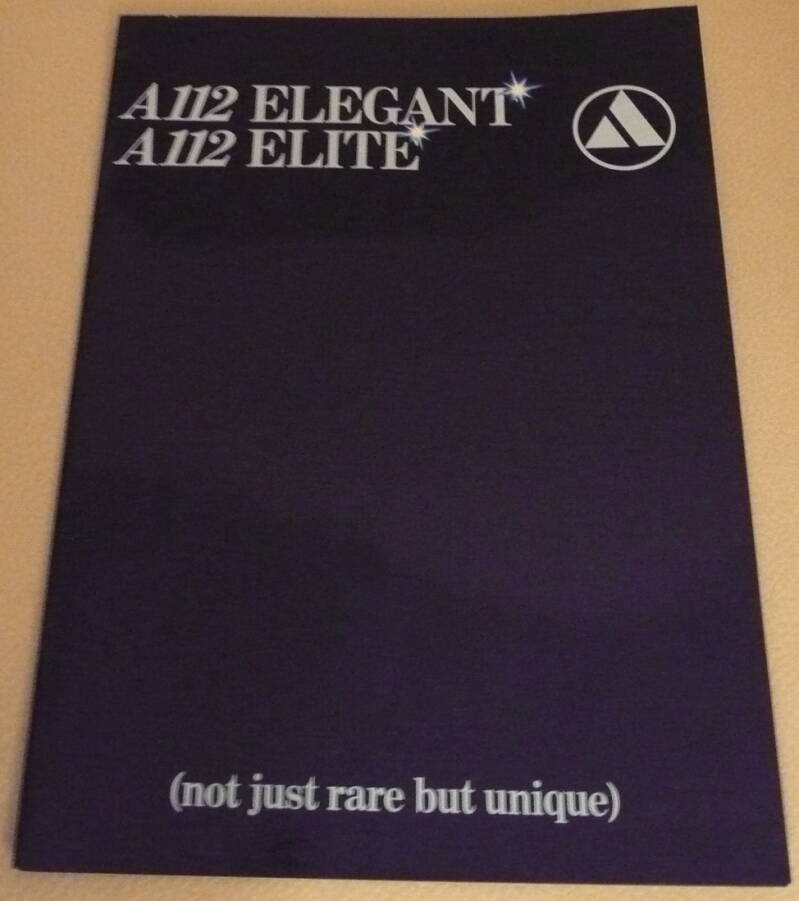 A112 ELEGANT
A112 ELITE
(not just rare but unique)